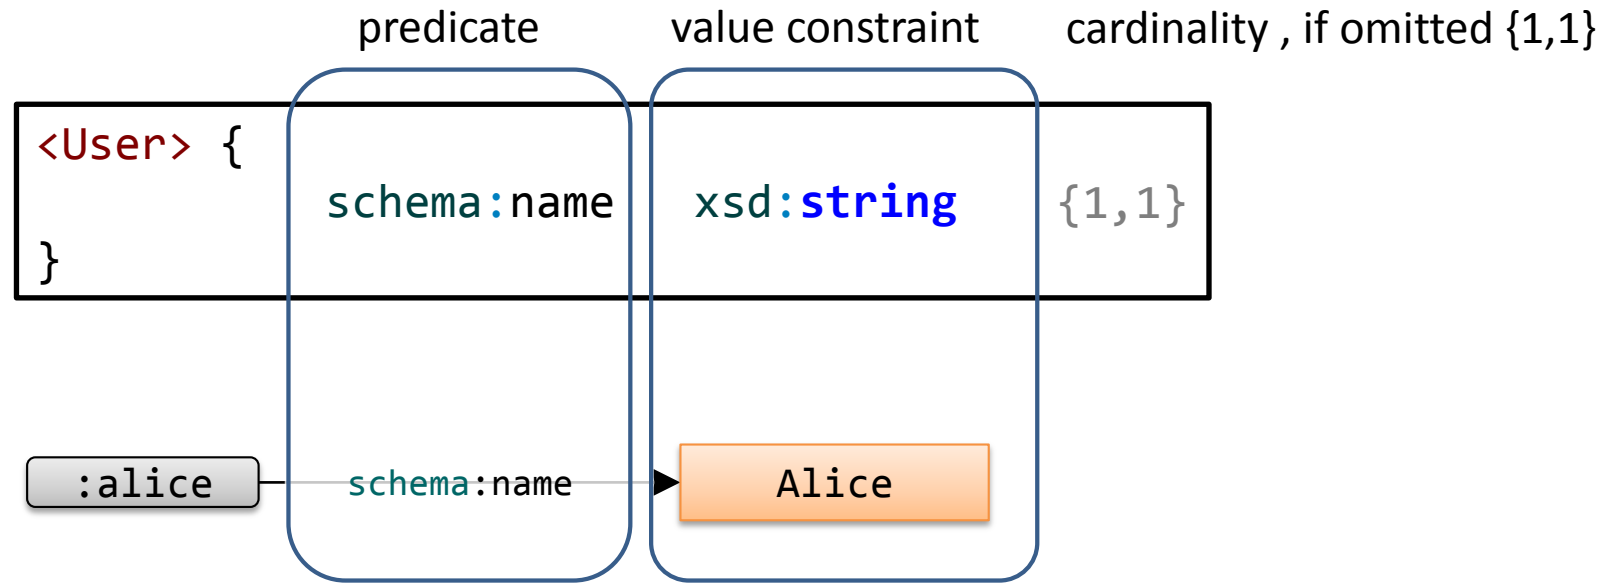 predicate value constraint cardinality , if omitted {1,1}
<User> {
schema:name xsd:string {1,1}
}
:alice schema:name Alice